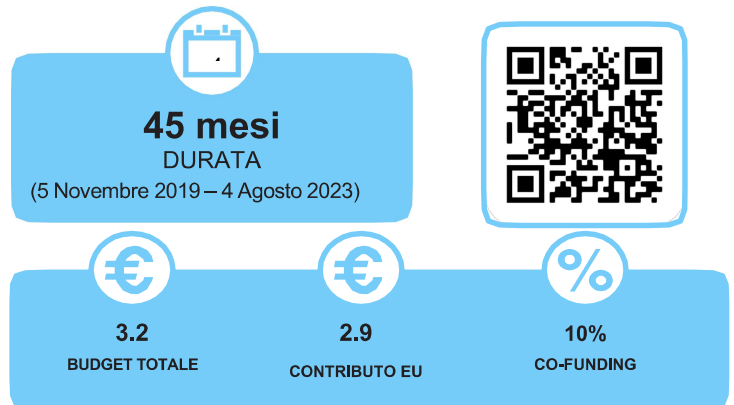 45 mesi
DURATA
(5 Novembre 2019 – 4 Agosto 2023)
€
€
%
3.2
2.9
10%
BUDGET TOTALE
CONTRIBUTO EU
CO-FUNDING